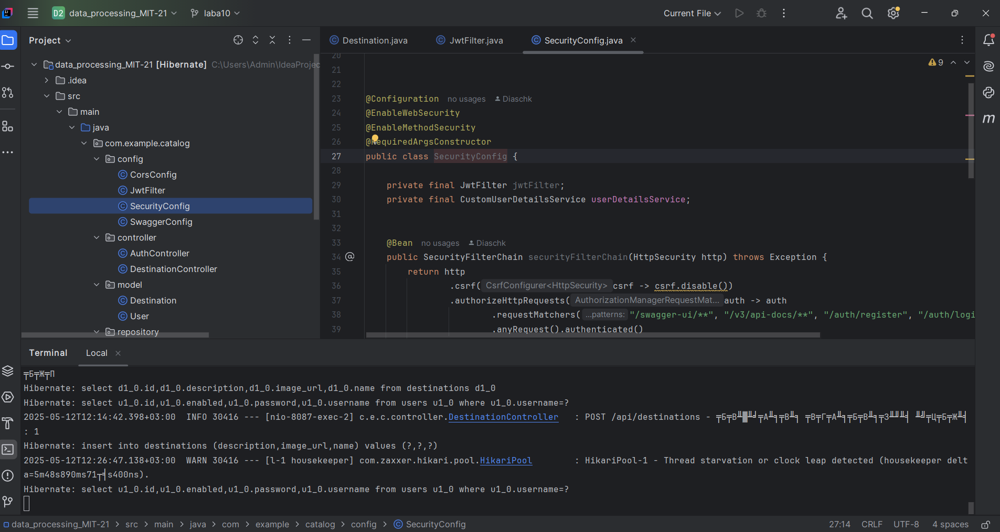 D2 data_processing_MIT-21 laba10 Current File
Project
Destination.java JwtFilter.java SecurityConfig.java
data_processing_MIT-21 [Hibernate] C:\Users\Admin\IdeaProjec
.idea
src
main
java
com.example.catalog
config
CorsConfig
JwtFilter
SecurityConfig
SwaggerConfig
controller
AuthController
DestinationController
model
Destination
User
repository
9
20
21
22
23 @Configuration no usages Diaschk
24 @EnableWebSecurity
25 @EnableMethodSecurity
26 @RequiredArgsConstructor
27 public class SecurityConfig {
28
29 private final JwtFilter jwtFilter;
30 private final CustomUserDetailsService userDetailsService;
31
32
33 @Bean no usages Diaschk
34 @ public SecurityFilterChain securityFilterChain(HttpSecurity http) throws Exception {
35 return http
36 .csrf( CsrfConfigurer<HttpSecurity> csrf -> csrf.disable())
37 .authorizeHttpRequests( AuthorizationManagerRequestMat... auth -> auth
38 .requestMatchers( ...patterns: "/swagger-ui/**", "/v3/api-docs/**", "/auth/register", "/auth/logi
39 .anyRequest().authenticated()
m
Terminal Local
╤Б╤Ж╤П
Hibernate: select d1_0.id,d1_0.description,d1_0.image_url,d1_0.name from destinations d1_0
Hibernate: select u1_0.id,u1_0.enabled,u1_0.password,u1_0.username from users u1_0 where u1_0.username=?
2025-05-12T12:14:42.398+03:00 INFO 30416 --- [nio-8087-exec-2] c.e.c.controller.DestinationController : POST /api/destinations -
: 1
Hibernate: insert into destinations (description,image_url,name) values (?,?,?)
2025-05-12T12:26:47.138+03:00 WARN 30416 --- [l-1 housekeeper] com.zaxxer.hikari.pool.HikariPool : HikariPool-1 - Thread starvation or clock leap detected (housekeeper delt
a=5m48s890ms71┬╡s400ns).
Hibernate: select u1_0.id,u1_0.enabled,u1_0.password,u1_0.username from users u1_0 where u1_0.username=?
data_processing_MIT-21 > src > main > java > com > example > catalog > config > SecurityConfig 27:14 CRLF UTF-8 4 spaces